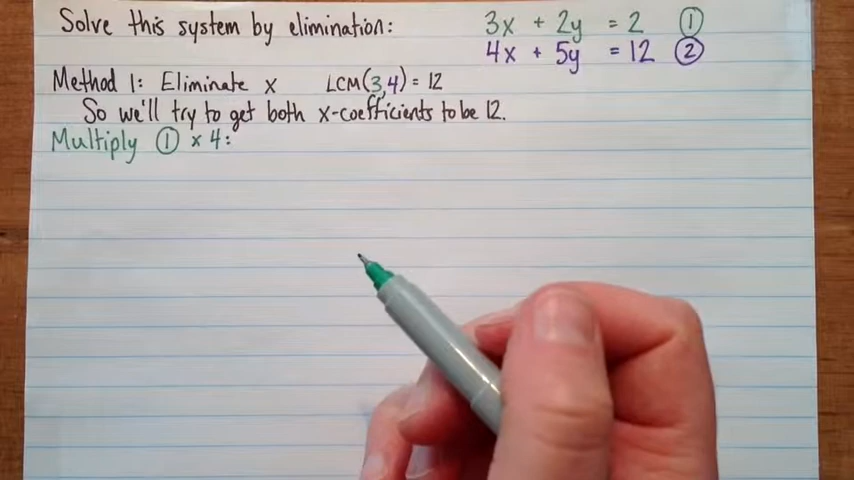 Solve this system by elimination: 3x + 2y = 2 ①
4x + 5y = 12 ②
Method 1: Eliminate x LCM(3,4) = 12
So we'll try to get both x-coefficients to be 12.
Multiply ① x 4: